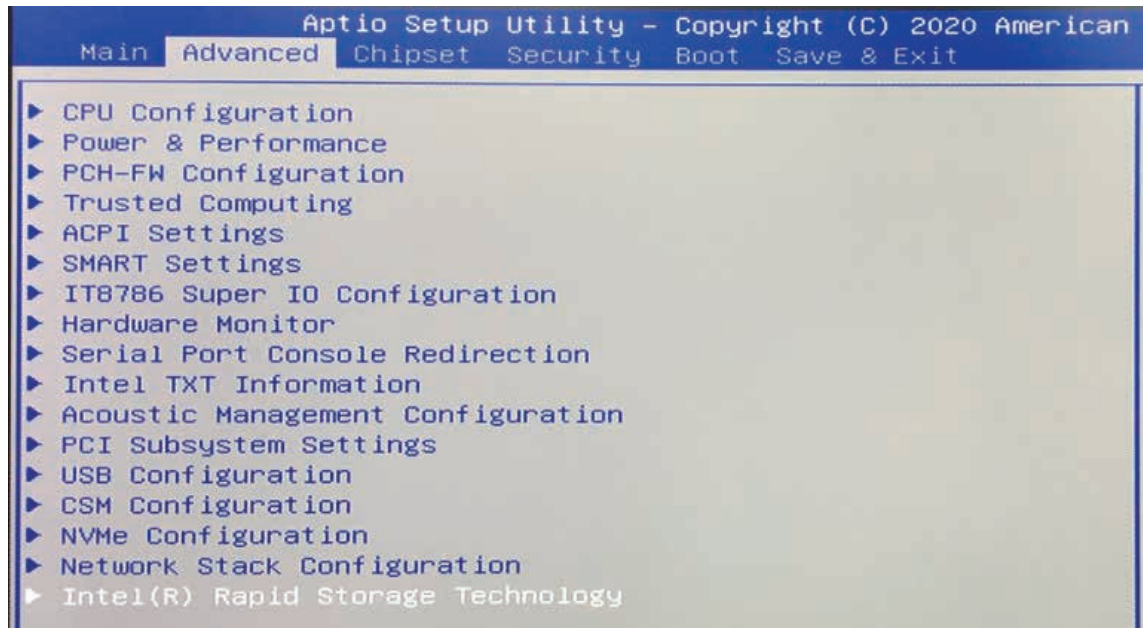 Aptio Setup Utility – Copyright (C) 2020 American
Main Advanced Chipset Security Boot Save & Exit
▶ CPU Configuration
▶ Power & Performance
▶ PCH-FW Configuration
▶ Trusted Computing
▶ ACPI Settings
▶ SMART Settings
▶ IT8786 Super IO Configuration
▶ Hardware Monitor
▶ Serial Port Console Redirection
▶ Intel TXT Information
▶ Acoustic Management Configuration
▶ PCI Subsystem Settings
▶ USB Configuration
▶ CSM Configuration
▶ NVMe Configuration
▶ Network Stack Configuration
▶ Intel(R) Rapid Storage Technology